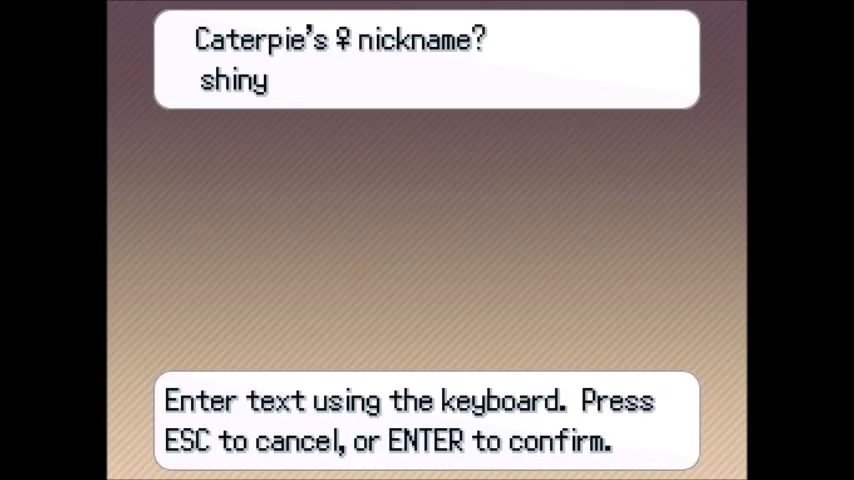 Caterpie's ♀ nickname?
shiny
Enter text using the keyboard. Press
ESC to cancel, or ENTER to confirm.